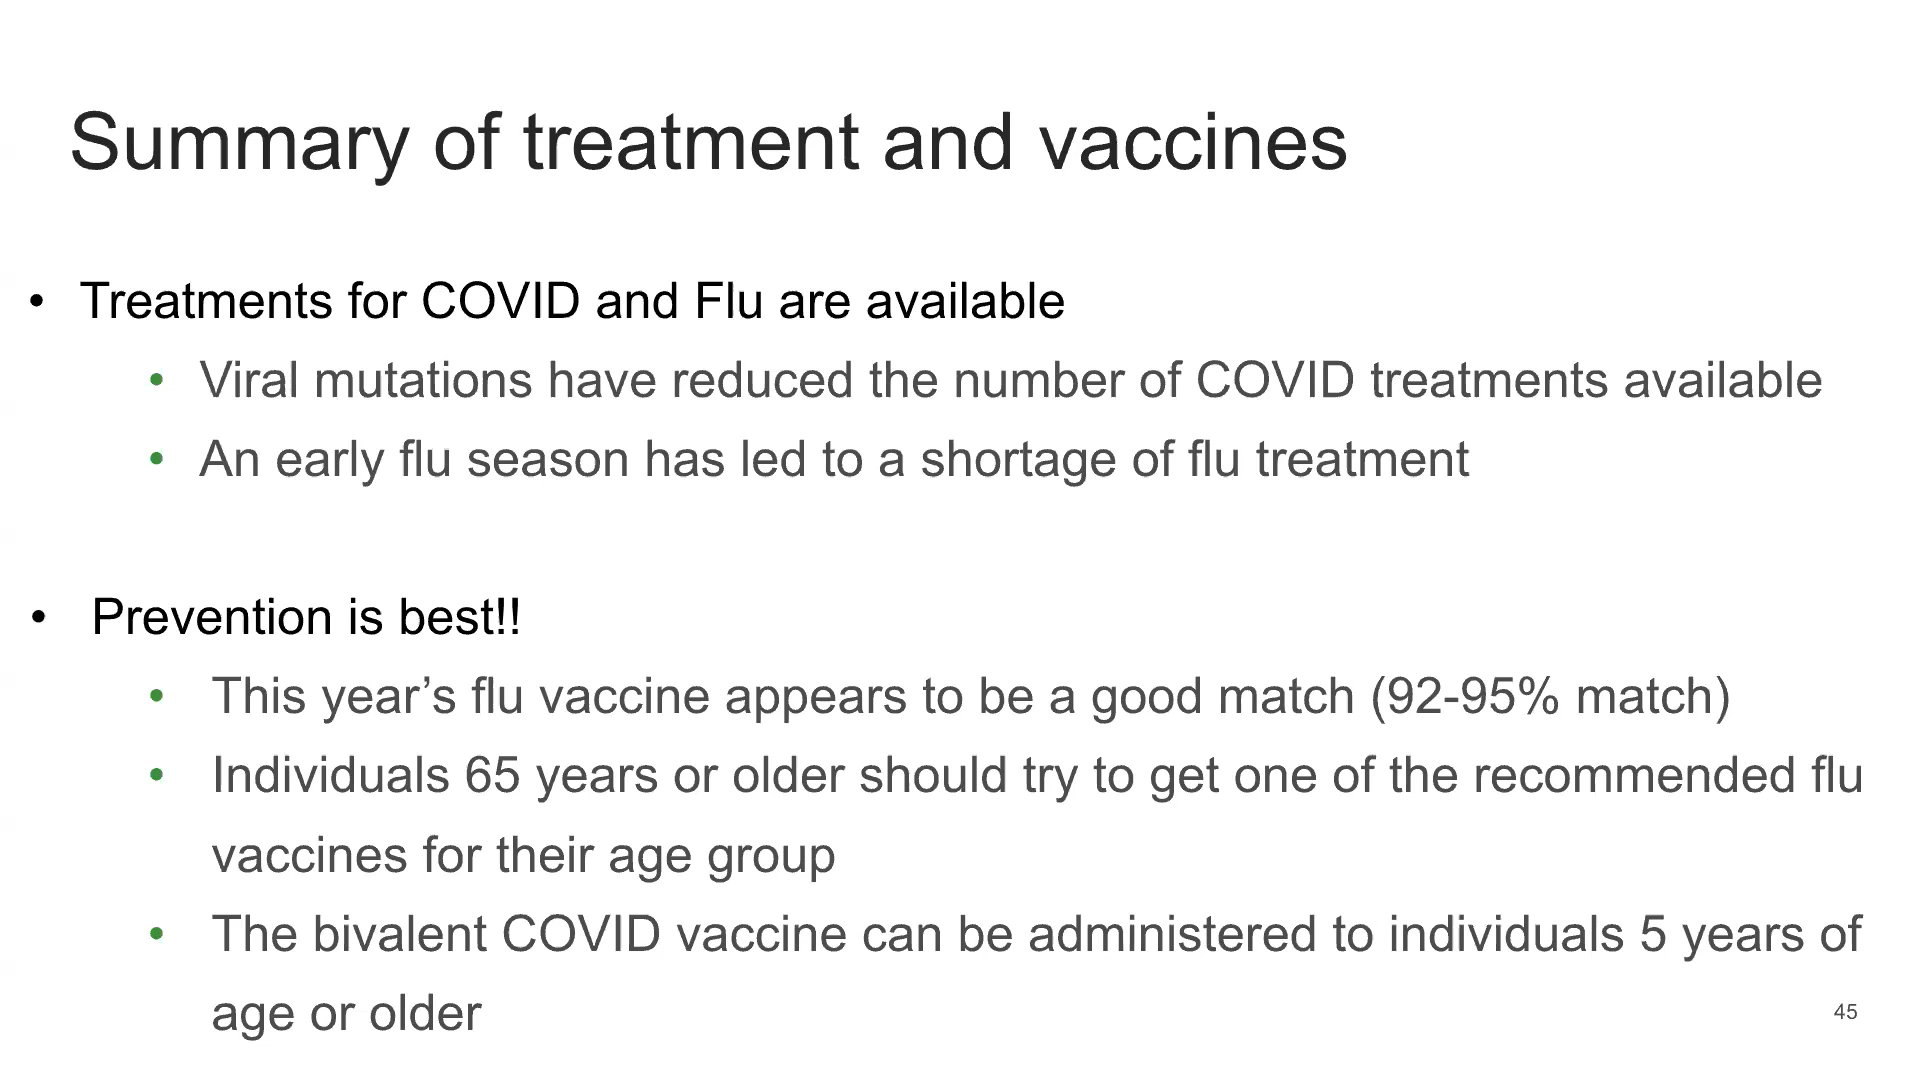 Summary of treatment and vaccines
• Treatments for COVID and Flu are available
• Viral mutations have reduced the number of COVID treatments available
• An early flu season has led to a shortage of flu treatment
• Prevention is best!!
• This year’s flu vaccine appears to be a good match (92-95% match)
• Individuals 65 years or older should try to get one of the recommended flu
vaccines for their age group
• The bivalent COVID vaccine can be administered to individuals 5 years of
age or older
45